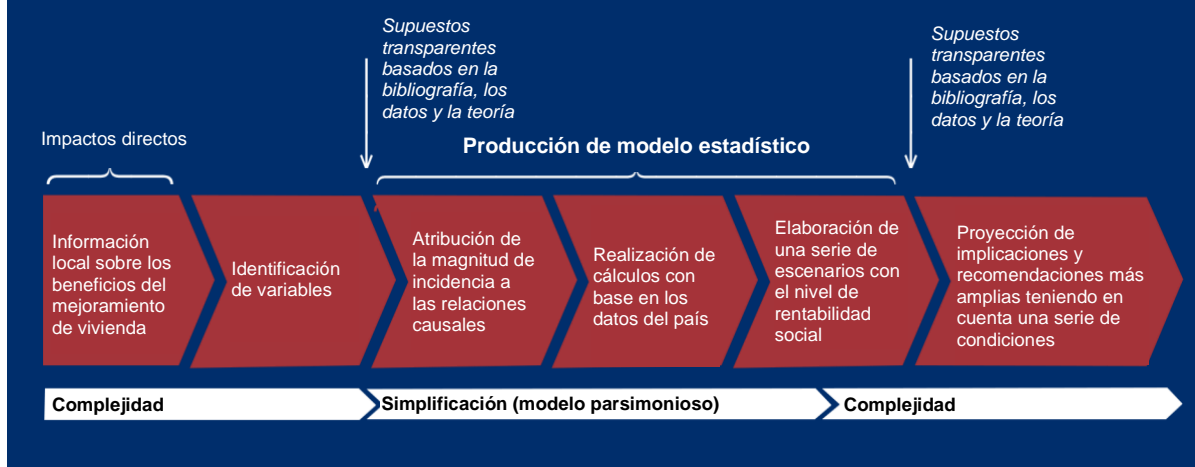 Supuestos
transparentes
basados en la
bibliografía, los
datos y la teoría
Supuestos
transparentes
basados en la
bibliografía, los
datos y la teoría
Impactos directos
Producción de modelo estadístico
Información
local sobre los
beneficios del
mejoramiento
de vivienda
Identificación
de variables
Atribución de
la magnitud de
incidencia a
las relaciones
causales
Realización de
cálculos con
base en los
datos del país
Elaboración de
una serie de
escenarios con
el nivel de
rentabilidad
social
Proyección de
implicaciones y
recomendaciones más
amplias teniendo en
cuenta una serie de
condiciones
Complejidad
Simplificación (modelo parsimonioso)
Complejidad